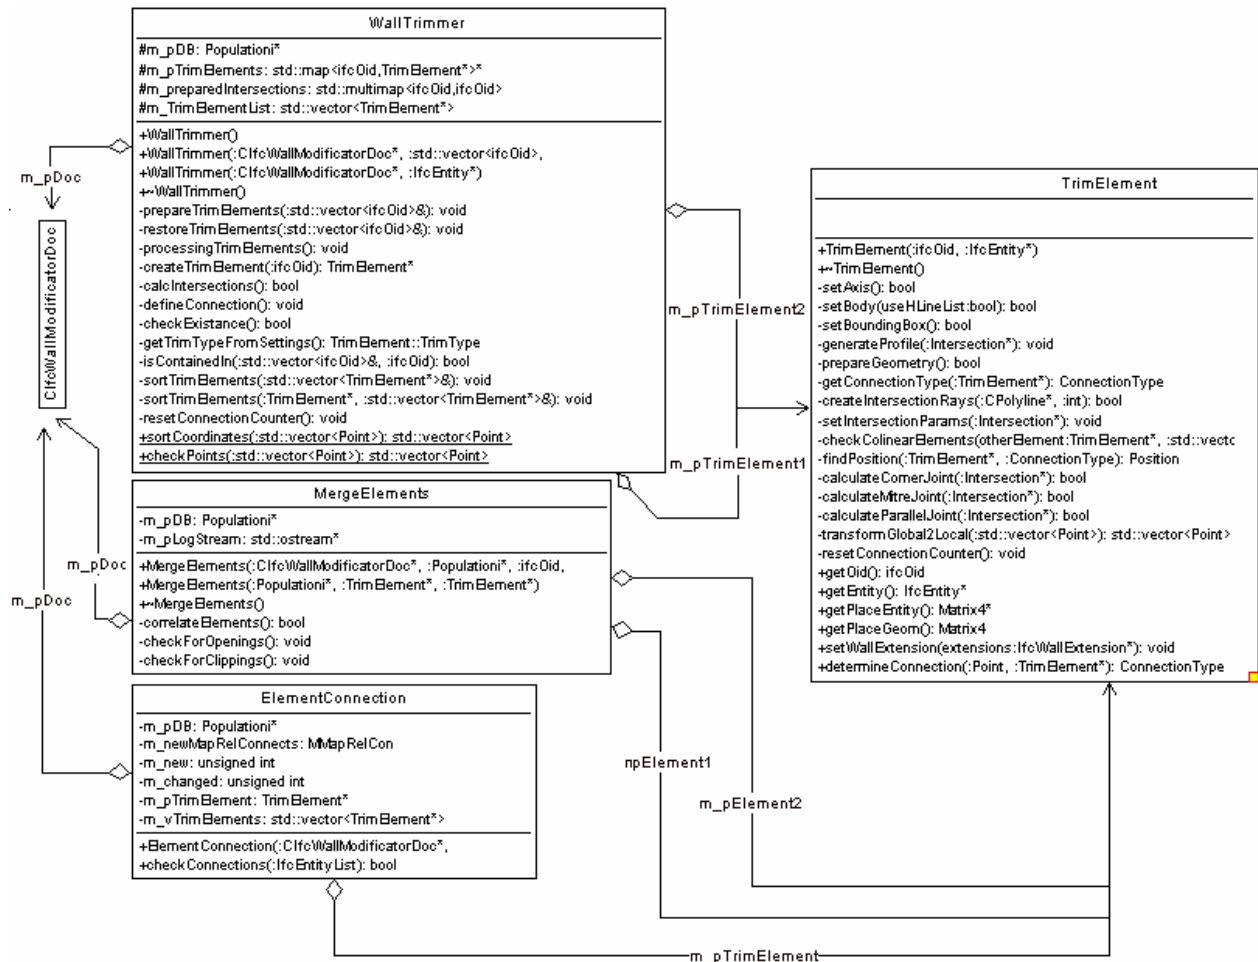 WallTrimmer
#m_pDB: Populationi*
#m_pTrimElements: std::map<ifcOid,TrimElement*>*
#m_preparedIntersections: std::multimap<ifcOid,ifcOid>
#m_TrimElementList: std::vector<TrimElement*>
+WallTrimmer()
+WallTrimmer(:CIfcWallModificatorDoc*, :std::vector<ifcOid>,
+WallTrimmer(:CIfcWallModificatorDoc*, :IfcEntity*)
+~WallTrimmer()
-prepareTrimElements(:std::vector<ifcOid>&): void
-restoreTrimElements(:std::vector<ifcOid>&): void
-processingTrimElements(): void
-createTrimElement(:ifcOid): TrimElement*
-calcIntersections(): bool
-defineConnection(): void
-checkExistance(): bool
-getTrimTypeFromSettings(): TrimElement::TrimType
-isContainedIn(:std::vector<ifcOid>&, :ifcOid): bool
-sortTrimElements(:std::vector<TrimElement*>&): void
-sortTrimElements(:TrimElement*, :std::vector<TrimElement*>&): void
-resetConnectionCounter(): void
+sortCoordinates(:std::vector<Point>): std::vector<Point>
+checkPoints(:std::vector<Point>): std::vector<Point>
m_pDoc
CIfcWallModificatorDoc
m_pDoc
m_pDoc
MergeElements
-m_pDB: Populationi*
-m_pLogStream: std::ostream*
+MergeElements(:CIfcWallModificatorDoc*, :Populationi*, :ifcOid,
+MergeElements(:Populationi*, :TrimElement*, :TrimElement*)
+~MergeElements()
-correlateElements(): bool
-checkForOpenings(): void
-checkForClippings(): void
ElementConnection
-m_pDB: Populationi*
-m_newMapRelConnects: MMapRelCon
-m_new: unsigned int
-m_changed: unsigned int
-m_pTrimElement: TrimElement*
-m_vTrimElements: std::vector<TrimElement*>
+ElementConnection(:CIfcWallModificatorDoc*,
+checkConnections(:IfcEntityList): bool
m_pTrimElement2
m_pTrimElement1
npElement1
m_pElement2
m_pTrimElement
TrimElement
+TrimElement(:ifcOid, :IfcEntity*)
+~TrimElement()
-setAxis(): bool
-setBody(useHLineList:bool): bool
-setBoundingBox(): bool
-generateProfile(:Intersection*): void
-prepareGeometry(): bool
-getConnectionType(:TrimElement*): ConnectionType
-createIntersectionRays(:CPolyline*, :int): bool
-setIntersectionParams(:Intersection*): void
-checkColinearElements(otherElement:TrimElement*, :std::vectc
-findPosition(:TrimElement*, :ConnectionType): Position
-calculateCornerJoint(:Intersection*): bool
-calculateMitreJoint(:Intersection*): bool
-calculateParallelJoint(:Intersection*): bool
-transformGlobal2Local(:std::vector<Point>): std::vector<Point>
-resetConnectionCounter(): void
+getOid(): ifcOid
+getEntity(): IfcEntity*
+getPlaceEntity(): Matrix4*
+getPlaceGeom(): Matrix4
+setWallExtension(extensions:IfcWallExtension*): void
+determineConnection(:Point, :TrimElement*): ConnectionType